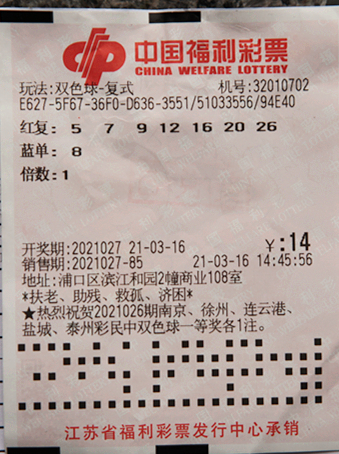 中国福利彩票
CHINA WELFARE LOTTERY
玩法:双色球-复式 机号:32010702
E627-5F67-36F0-D636-3551/51033556/94E40
红复: 5 7 9 12 16 20 26
蓝单: 8
倍数:1
开奖期:2021027 21-03-16 ¥:14
销售期:2021027-85 21-03-16 14:45:56
地址:浦口区滨江和园2幢商业108室
*扶老、助残、救孤、济困*
★热烈祝贺2021026期南京、徐州、连云港、
盐城、泰州彩民中双色球一等奖各1注。
江苏省福利彩票发行中心承销